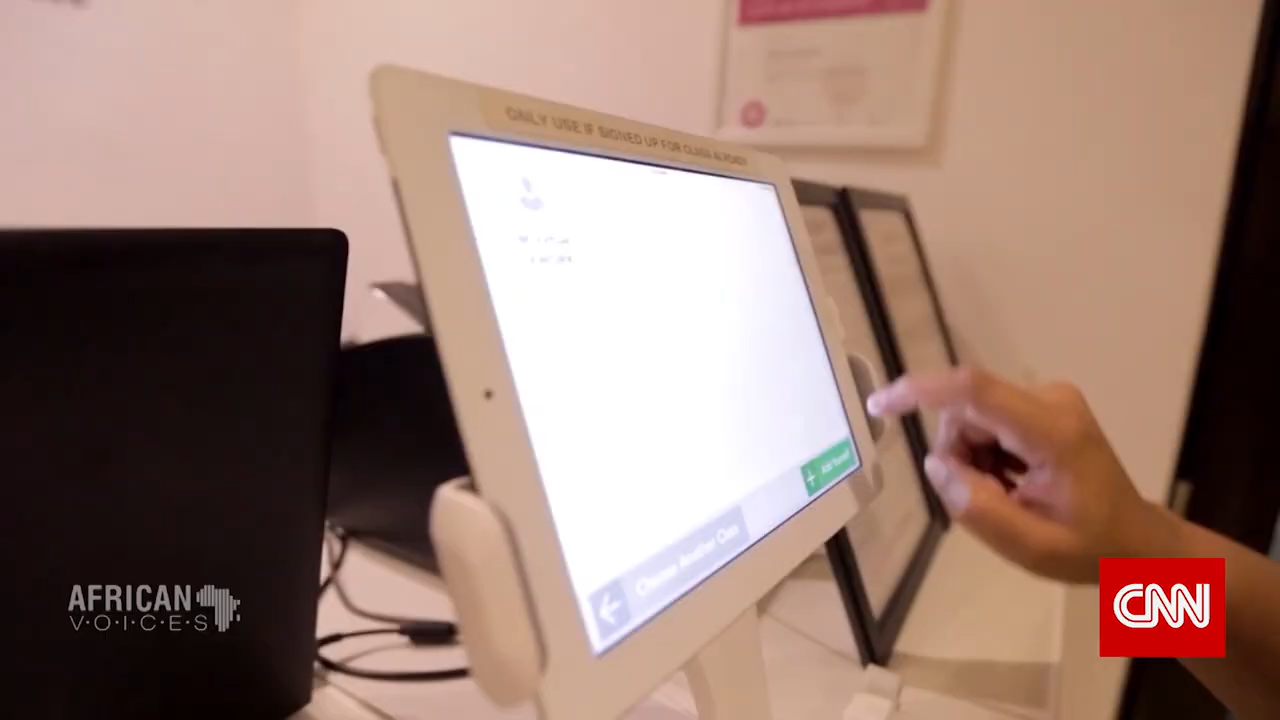 ONLY USE IF SIGNED UP FOR CLASS ALREADY
+ Add Yourself
Choose Another Class
AFRICAN
VOICES
CNN